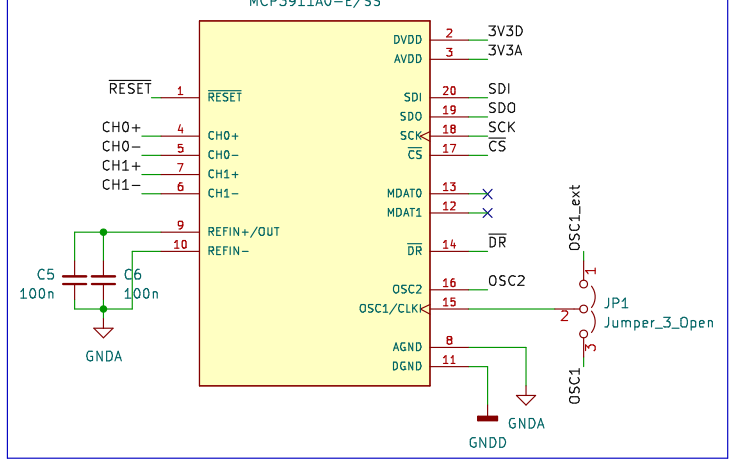 MCP3911A0-E/SS
DVDD 2 3V3D
AVDD 3 3V3A
RESET 1 RESET
SDI 20 SDI
SDO 19 SDO
SCK 18 SCK
CS 17 CS
CH0+ 4 CH0+
CH0- 5 CH0-
CH1+ 7 CH1+
CH1- 6 CH1-
MDAT0 13
MDAT1 12
9 REFIN+/OUT
10 REFIN-
DR 14 DR
OSC2 16 OSC2
OSC1/CLKI 15
C5
100n
C6
100n
GNDA
OSC1_ext
1
2
3
JP1
Jumper_3_Open
OSC1
AGND 8
DGND 11
GNDA
GNDD